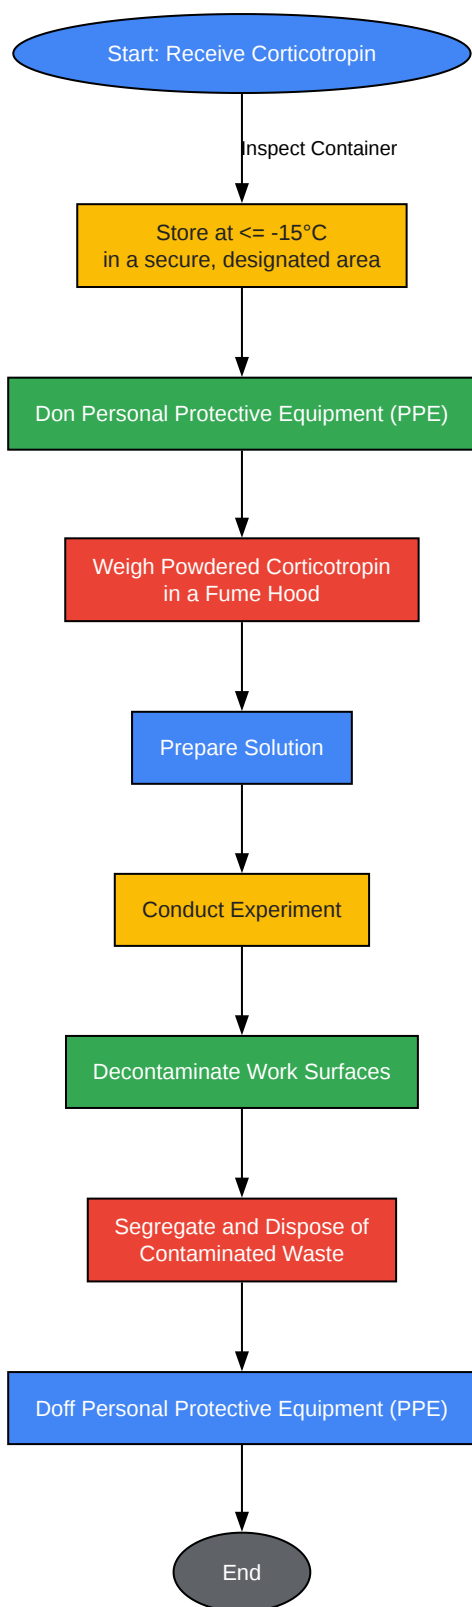 Start: Receive Corticotropin
Inspect Container
Store at <= -15°C
in a secure, designated area
Don Personal Protective Equipment (PPE)
Weigh Powdered Corticotropin
in a Fume Hood
Prepare Solution
Conduct Experiment
Decontaminate Work Surfaces
Segregate and Dispose of
Contaminated Waste
Doff Personal Protective Equipment (PPE)
End